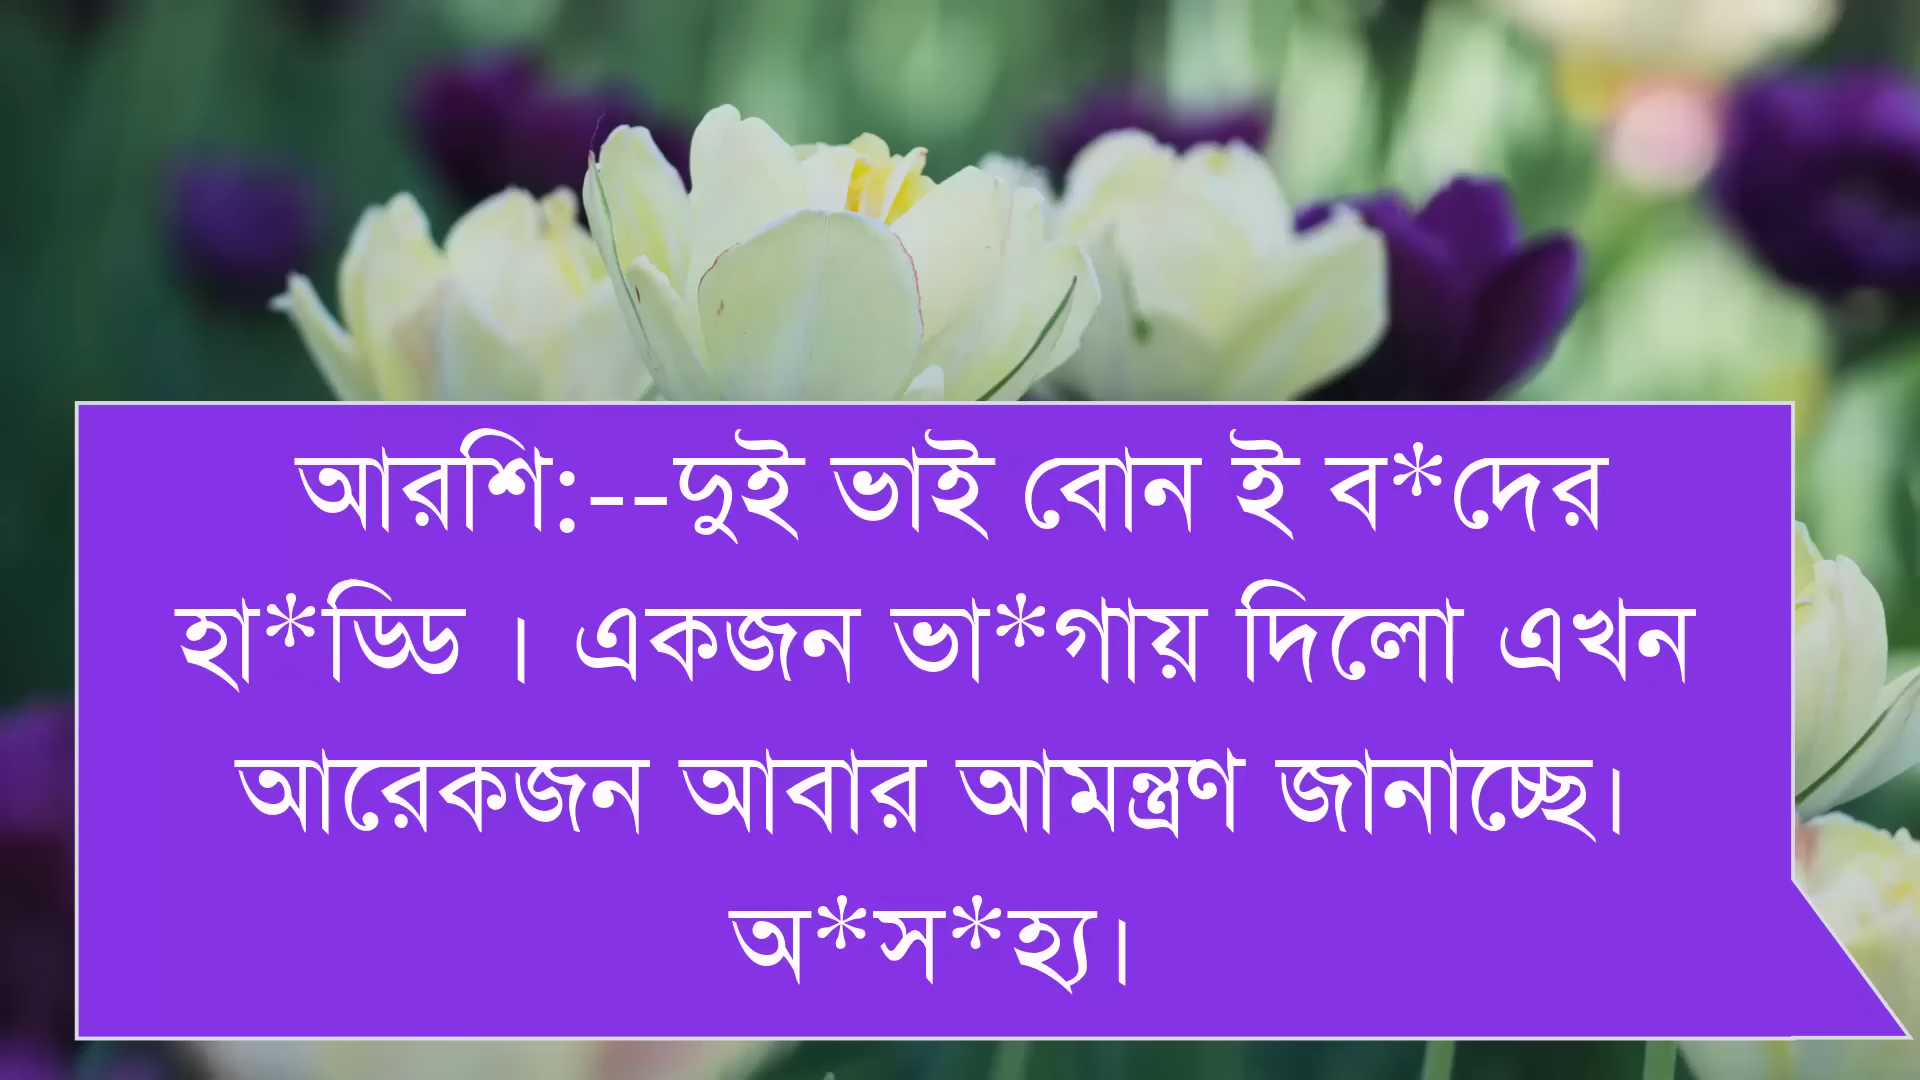 আরশি:--দুই ভাই বোন ই ব*দের
হা*ড্ডি । একজন ভা*গায় দিলো এখন
আরেকজন আবার আমন্ত্রণ জানাচ্ছে।
অ*স*হ্য।